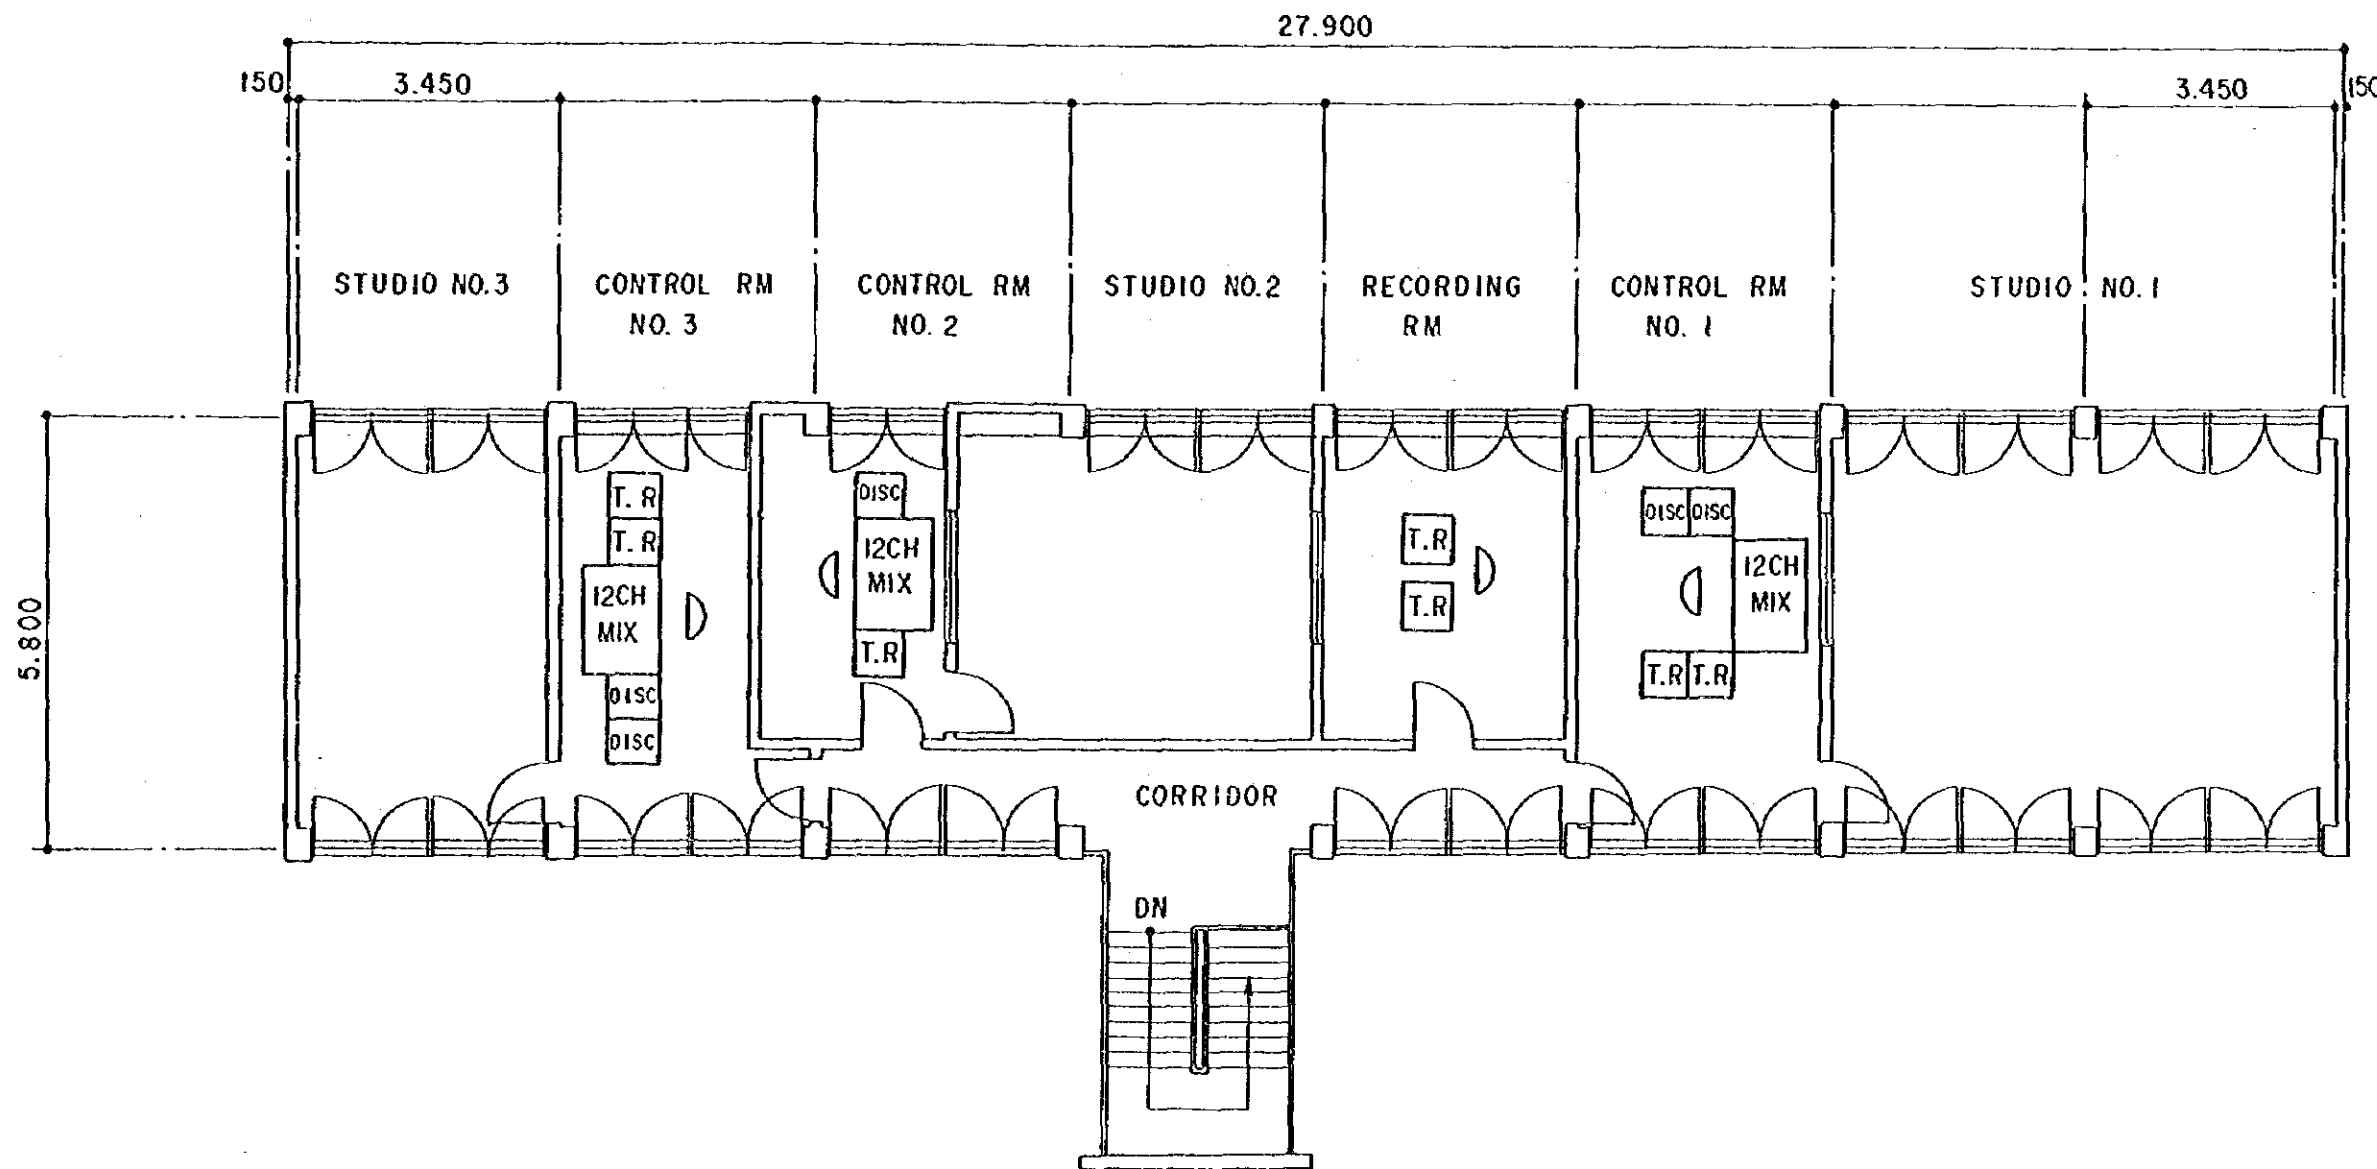 27.900
150
3.450
3.450
150
STUDIO NO.3
CONTROL RM
NO. 3
CONTROL RM
NO. 2
STUDIO NO.2
RECORDING
RM
CONTROL RM
NO. 1
STUDIO NO.1
5.800
T. R
T. R
12CH
MIX
DISC
DISC
DISC
12CH
MIX
T.R
T.R
T.R
DISC DISC
12CH
MIX
T.R T.R
CORRIDOR
DN